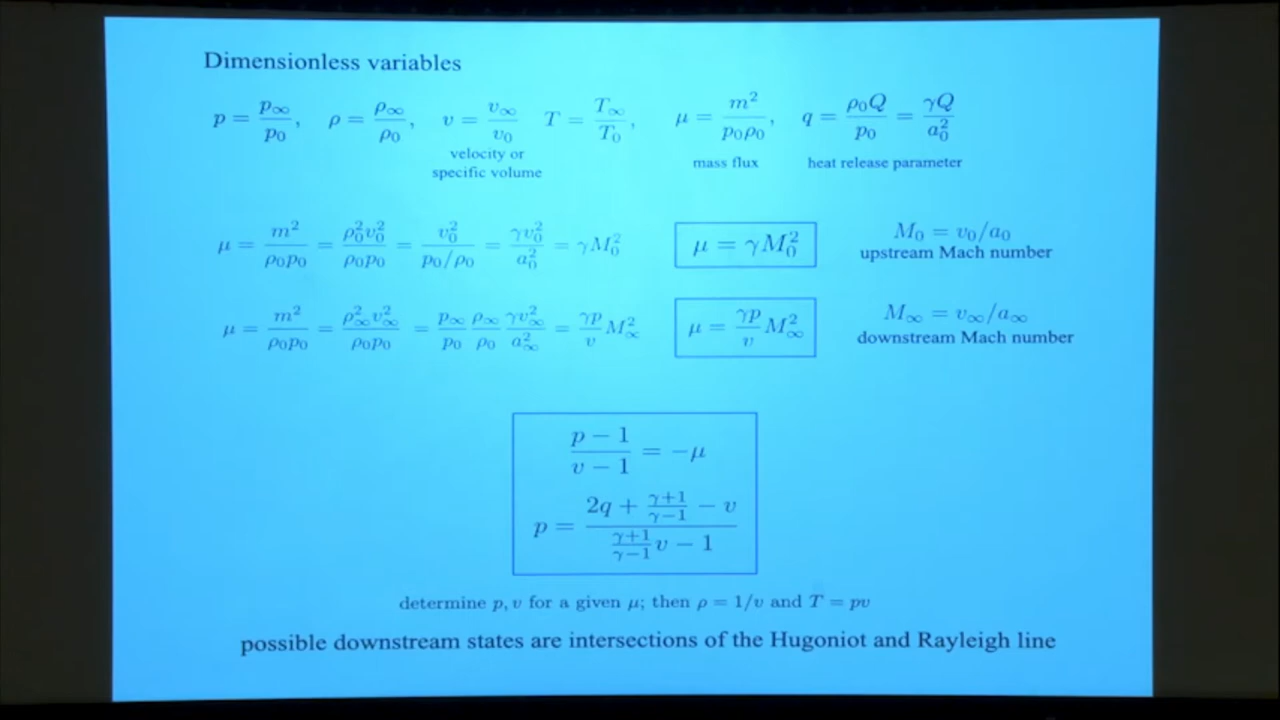 Dimensionless variables
p = p∞/p₀, ρ = ρ∞/ρ₀, v = v∞/v₀ T = T∞/T₀, μ = m²/p₀ρ₀, q = ρ₀Q/p₀ = γQ/a₀²
velocity or
specific volume
mass flux
heat release parameter
μ = m²/ρ₀p₀ = ρ₀²v₀²/ρ₀p₀ = v₀²/(p₀/ρ₀) = γv₀²/a₀² = γM₀²
μ = γM₀²
M₀ = v₀/a₀
upstream Mach number
μ = m²/ρ₀p₀ = ρ∞²v∞²/ρ₀p₀ = p∞/p₀ ρ∞/ρ₀ γv∞²/a∞² = γp/v M∞²
μ = γp/v M∞²
M∞ = v∞/a∞
downstream Mach number
(p − 1)/(v − 1) = −μ
p = (2q + (γ+1)/(γ−1) − v)/((γ+1)/(γ−1) v − 1)
determine p, v for a given μ; then ρ = 1/v and T = pv
possible downstream states are intersections of the Hugoniot and Rayleigh line